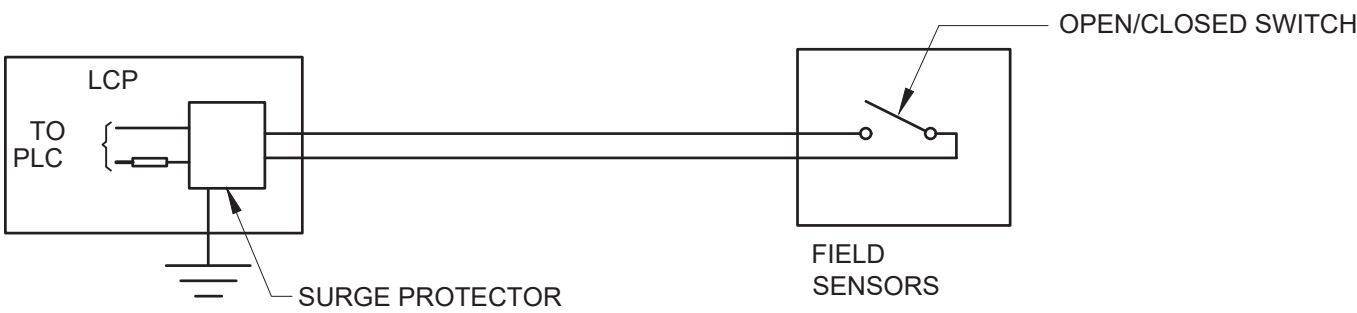 OPEN/CLOSED SWITCH
LCP
TO
PLC
FIELD
SENSORS
SURGE PROTECTOR